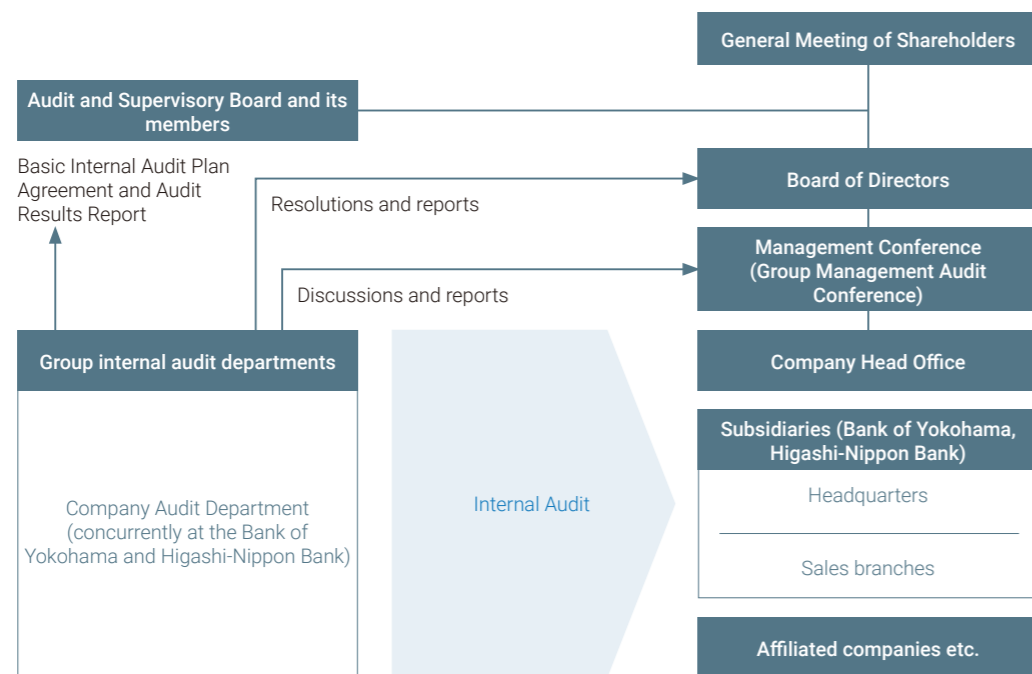 General Meeting of Shareholders
Audit and Supervisory Board and its
members
Basic Internal Audit Plan
Agreement and Audit
Results Report
Resolutions and reports
Board of Directors
Discussions and reports
Management Conference
(Group Management Audit
Conference)
Group internal audit departments
Company Audit Department
(concurrently at the Bank of
Yokohama and Higashi-Nippon Bank)
Internal Audit
Company Head Office
Subsidiaries (Bank of Yokohama,
Higashi-Nippon Bank)
Headquarters
Sales branches
Affiliated companies etc.